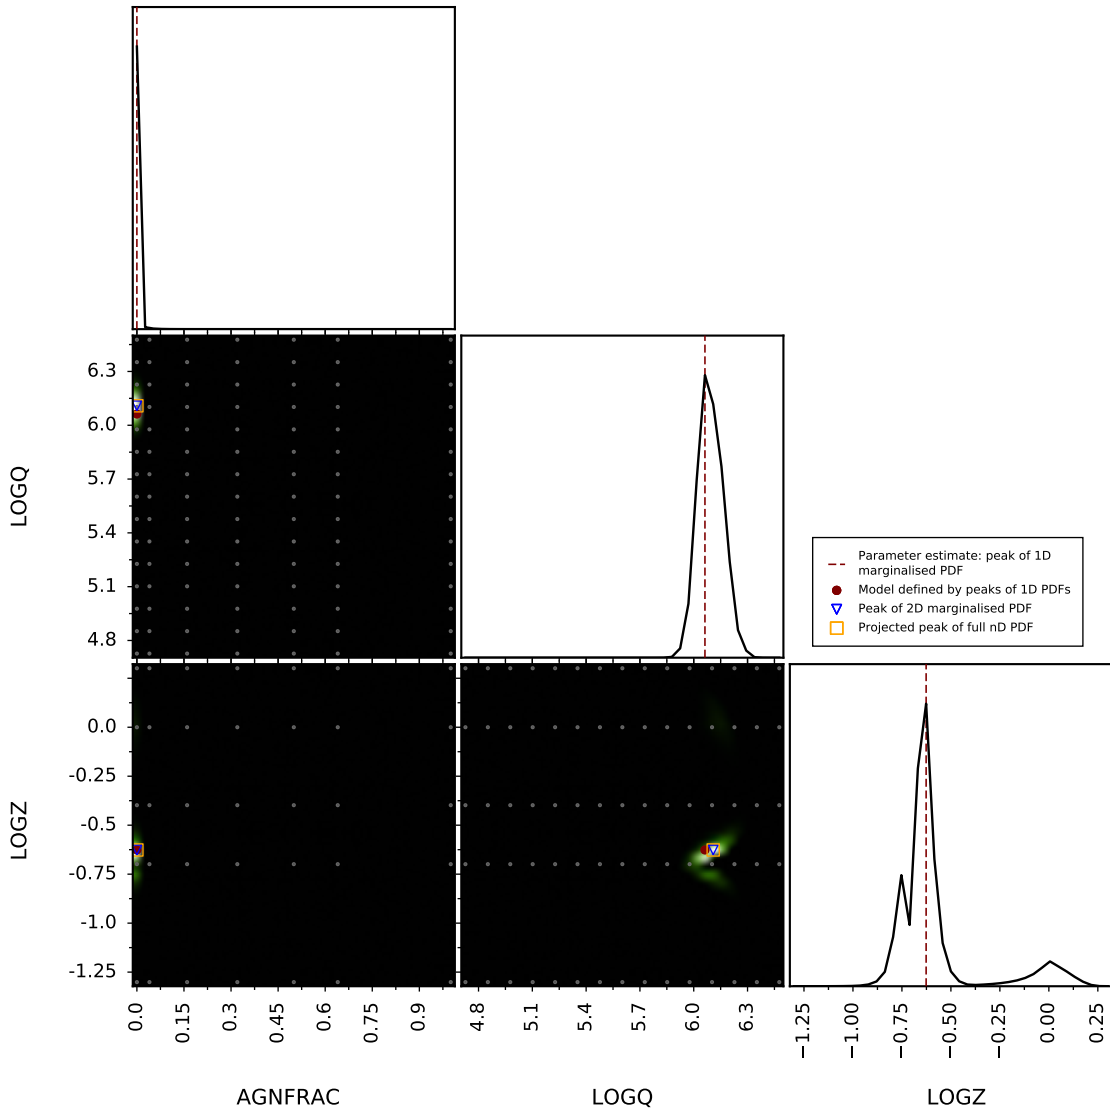 6.3
6.0
5.7
5.4
5.1
4.8
LOGQ
Parameter estimate: peak of 1D
marginalised PDF
Model defined by peaks of 1D PDFs
Peak of 2D marginalised PDF
Projected peak of full nD PDF
0.0
-0.25
-0.5
-0.75
-1.0
-1.25
LOGZ
0.0 0.15 0.3 0.45 0.6 0.75 0.9
4.8 5.1 5.4 5.7 6.0 6.3
−1.25 −1.00 −0.75 −0.50 −0.25 0.00 0.25
AGNFRAC LOGQ LOGZ